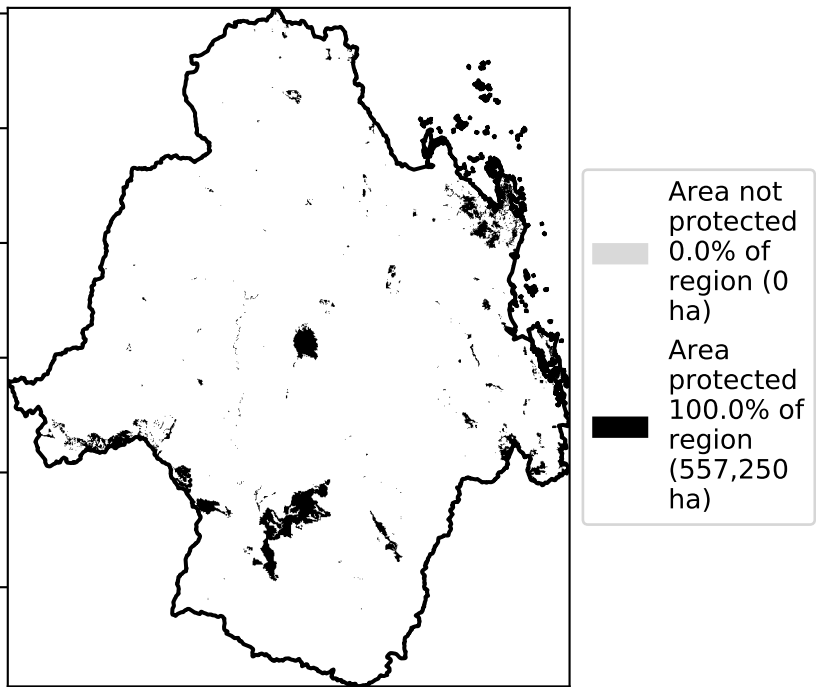 Area not
protected
0.0% of
region (0
ha)
Area
protected
100.0% of
region
(557,250
ha)